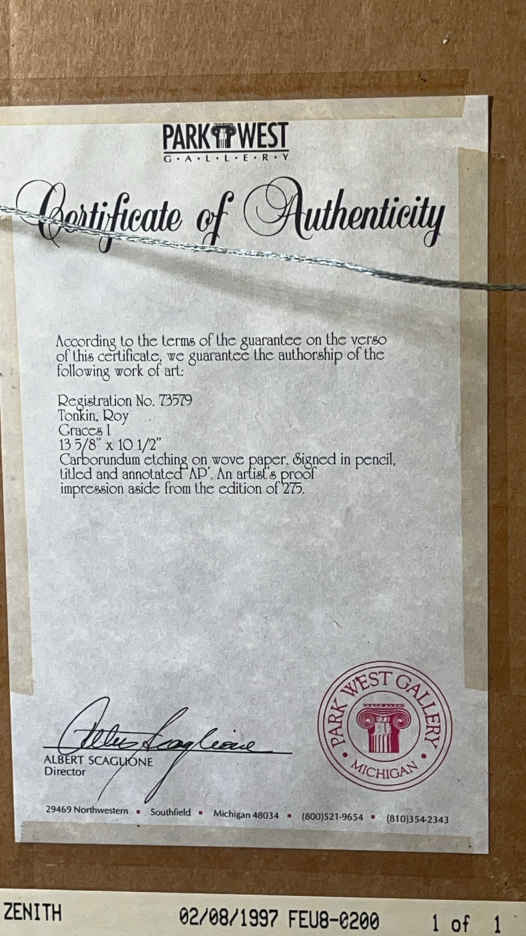 PARK WEST
G·A·L·L·E·R·Y
Certificate of Authenticity
According to the terms of the guarantee on the verso
of this certificate, we guarantee the authorship of the
following work of art:
Registration No. 73579
Tonkin, Roy
Graces I
13 5/8" x 10 1/2"
Carborundum etching on wove paper. Signed in pencil,
titled and annotated 'AP'. An artist's proof
impression aside from the edition of 275.
Albert Scaglione
ALBERT SCAGLIONE
Director
PARK WEST GALLERY
• MICHIGAN •
29469 Northwestern • Southfield • Michigan 48034 • (800)521-9654 • (810)354-2343
ZENITH 02/08/1997 FEU8-0200 1 of 1